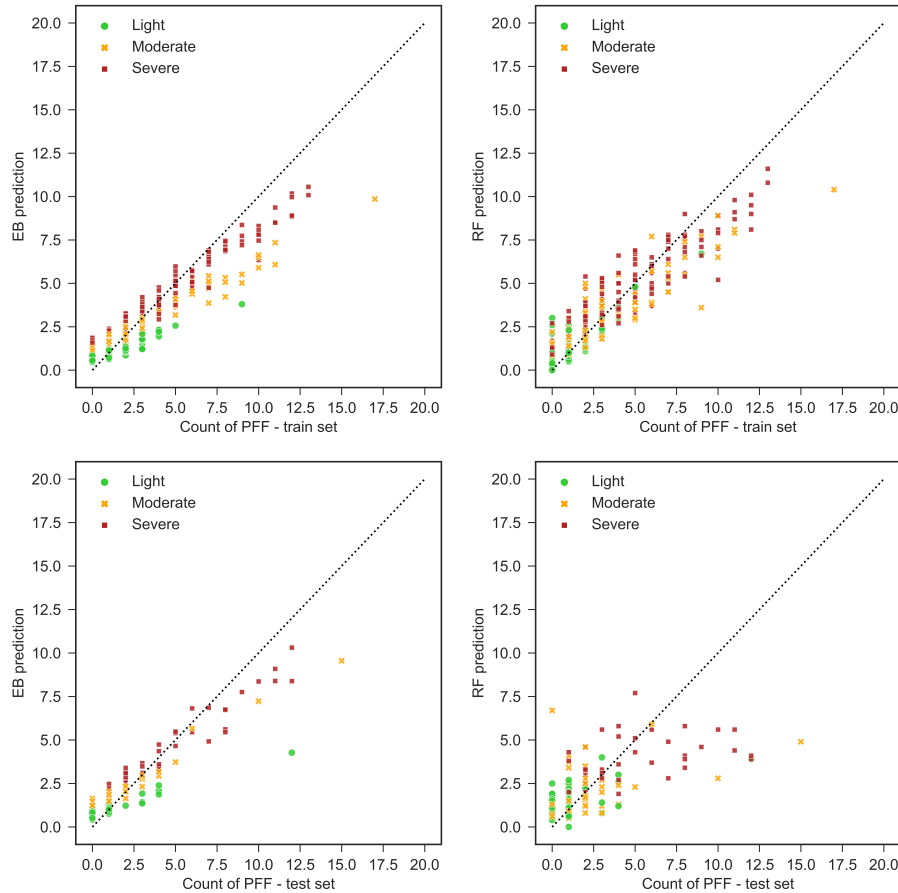 20.0
17.5
15.0
12.5
10.0
7.5
5.0
2.5
0.0
EB prediction
Light
Moderate
Severe
0.0 2.5 5.0 7.5 10.0 12.5 15.0 17.5 20.0
Count of PFF - train set
20.0
17.5
15.0
12.5
10.0
7.5
5.0
2.5
0.0
RF prediction
Light
Moderate
Severe
0.0 2.5 5.0 7.5 10.0 12.5 15.0 17.5 20.0
Count of PFF - train set
20.0
17.5
15.0
12.5
10.0
7.5
5.0
2.5
0.0
EB prediction
Light
Moderate
Severe
0.0 2.5 5.0 7.5 10.0 12.5 15.0 17.5 20.0
Count of PFF - test set
20.0
17.5
15.0
12.5
10.0
7.5
5.0
2.5
0.0
RF prediction
Light
Moderate
Severe
0.0 2.5 5.0 7.5 10.0 12.5 15.0 17.5 20.0
Count of PFF - test set